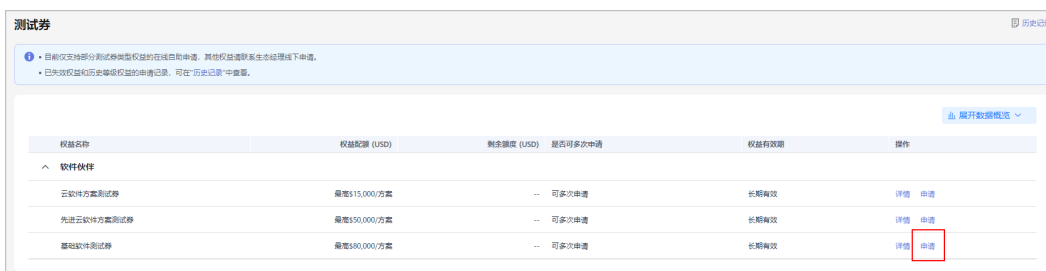 测试券
历史记
• 目前仅支持部分测试券类型权益的在线自助申请，其他权益请联系生态经理线下申请。
• 已失效权益和历史等级权益的申请记录，可在"历史记录"中查看。
展开数据概览
权益名称 权益配额 (USD) 剩余额度 (USD) 是否可多次申请 权益有效期 操作
软件伙伴
云软件方案测试券 最高$15,000/方案 -- 可多次申请 长期有效 详情 申请
先进云软件方案测试券 最高$50,000/方案 -- 可多次申请 长期有效 详情 申请
基础软件测试券 最高$80,000/方案 -- 可多次申请 长期有效 详情 申请